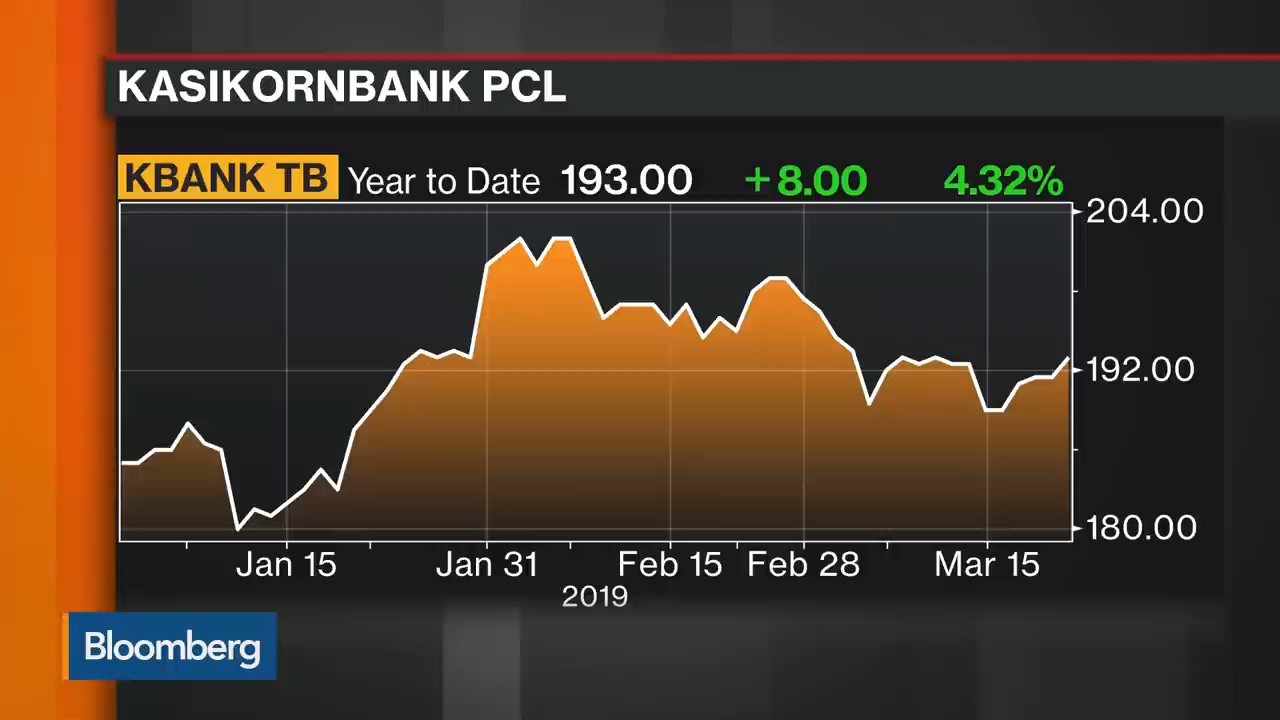 KASIKORNBANK PCL
KBANK TB Year to Date 193.00 +8.00 4.32%
204.00
192.00
180.00
Jan 15 Jan 31 Feb 15 Feb 28 Mar 15
2019
Bloomberg